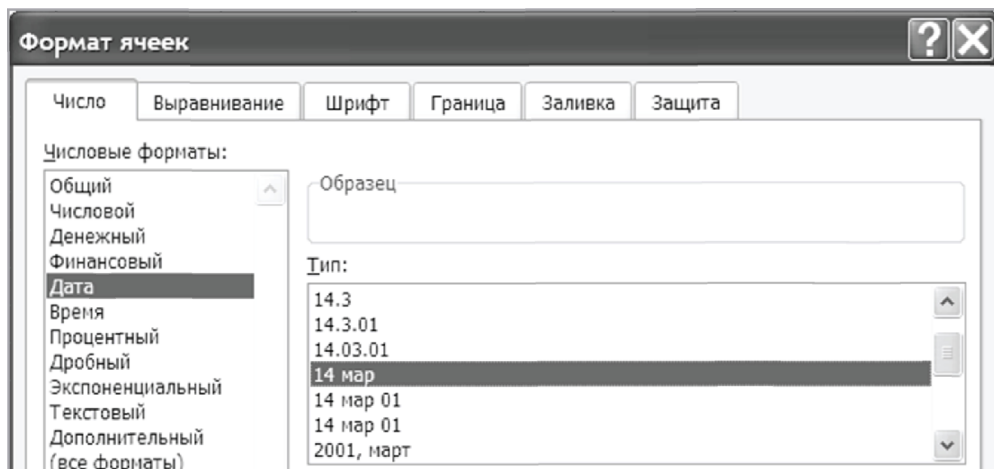 Формат ячеек
Число Выравнивание Шрифт Граница Заливка Защита
Числовые форматы:
Общий
Числовой
Денежный
Финансовый
Дата
Время
Процентный
Дробный
Экспоненциальный
Текстовый
Дополнительный
(все форматы)
Образец
Тип:
14.3
14.3.01
14.03.01
14 мар
14 мар 01
14 мар 01
2001, март